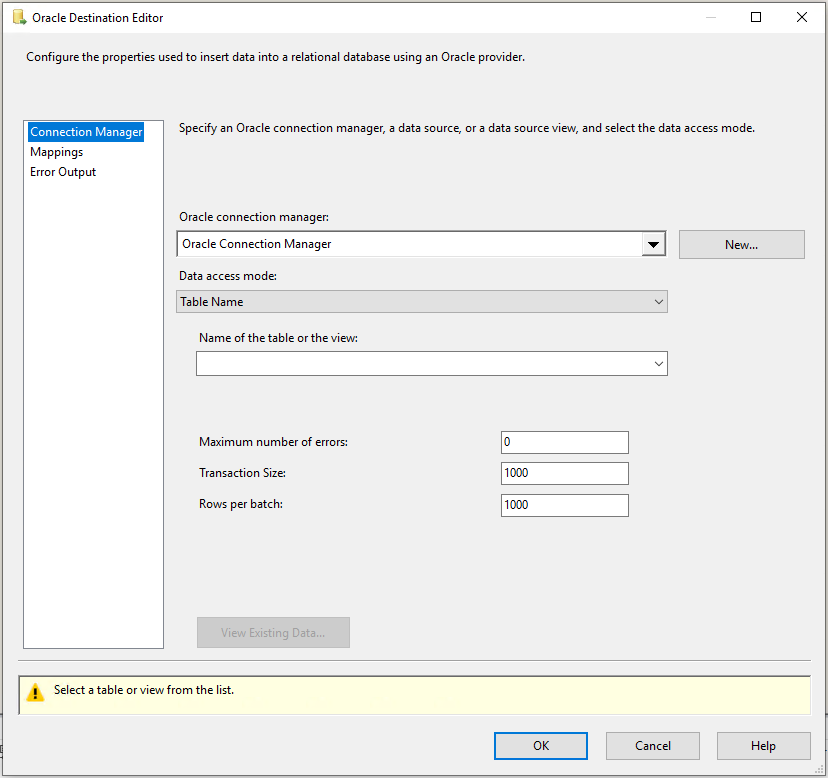 Oracle Destination Editor
Configure the properties used to insert data into a relational database using an Oracle provider.
Connection Manager
Mappings
Error Output
Specify an Oracle connection manager, a data source, or a data source view, and select the data access mode.
Oracle connection manager:
Oracle Connection Manager
New...
Data access mode:
Table Name
Name of the table or the view:
Maximum number of errors:
0
Transaction Size:
1000
Rows per batch:
1000
View Existing Data...
Select a table or view from the list.
OK
Cancel
Help